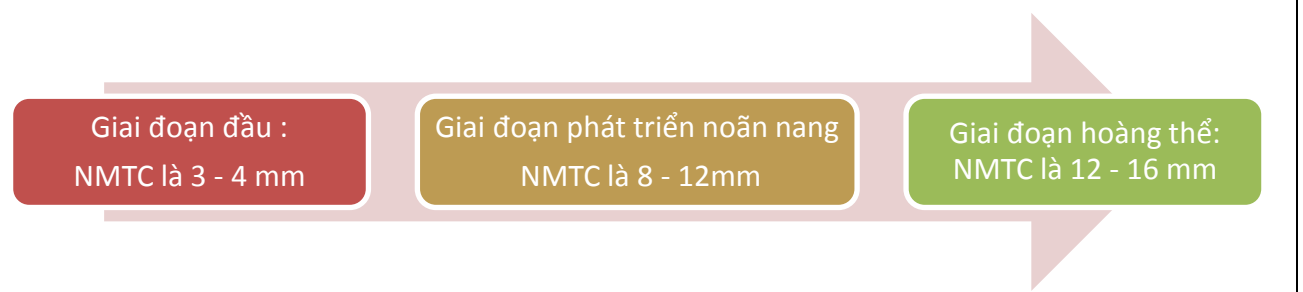 Giai đoạn đầu :
NMTC là 3 - 4 mm
Giai đoạn phát triển noãn nang
NMTC là 8 - 12mm
Giai đoạn hoàng thể:
NMTC là 12 - 16 mm